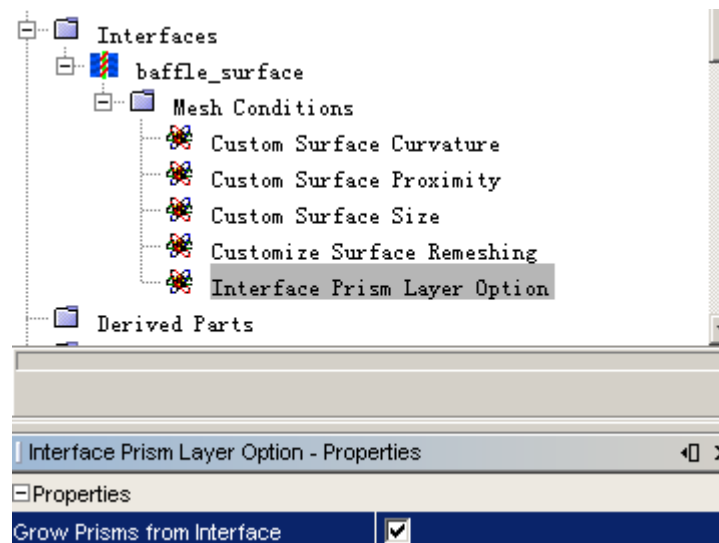 Interfaces
baffle_surface
Mesh Conditions
Custom Surface Curvature
Custom Surface Proximity
Custom Surface Size
Customize Surface Remeshing
Interface Prism Layer Option
Derived Parts
Interface Prism Layer Option - Properties
Properties
Grow Prisms from Interface